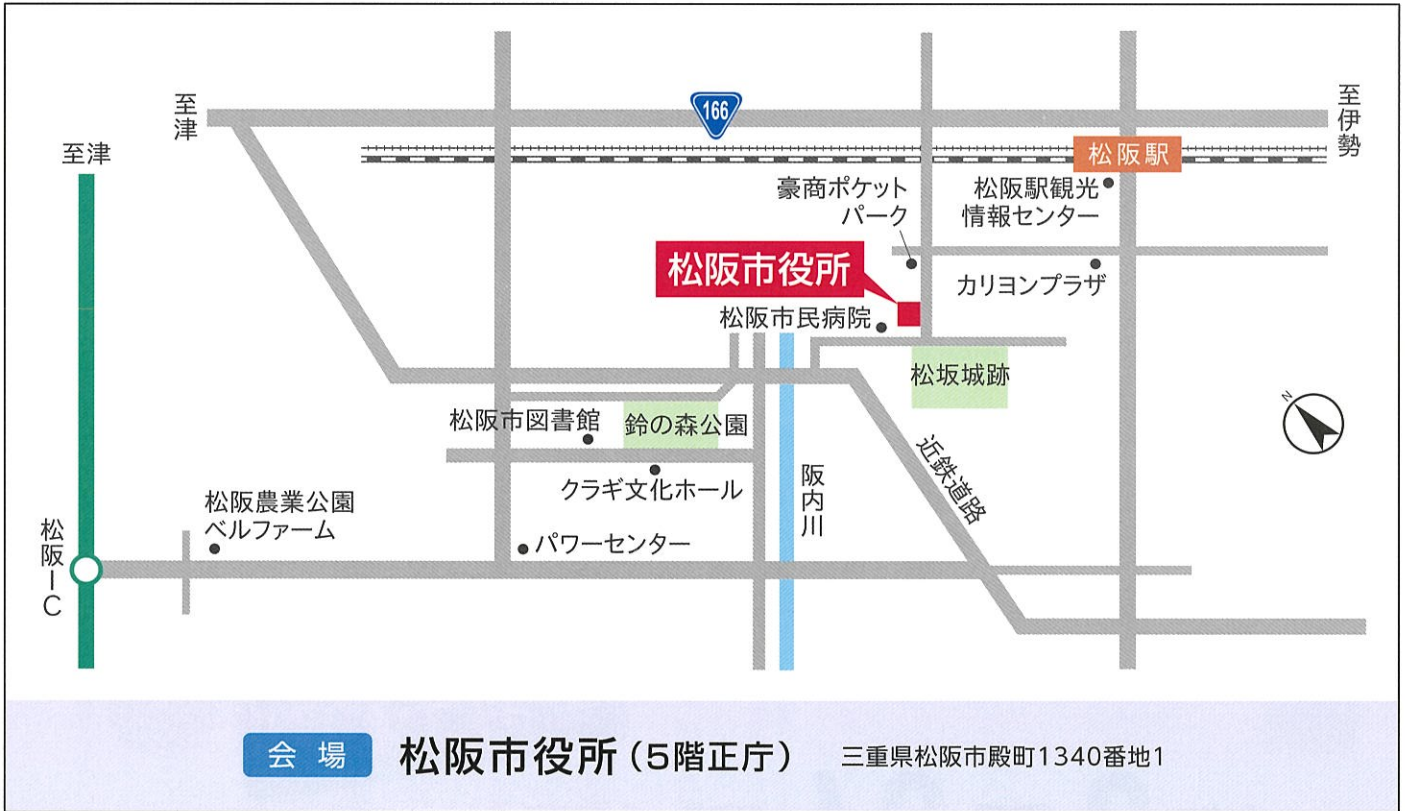 166
至津
至伊勢
至津
松阪駅
豪商ポケット
パーク
松阪駅観光
情報センター
松阪市役所
カリヨンプラザ
松阪市民病院
松坂城跡
N
松阪市図書館
鈴の森公園
近鉄道路
クラギ文化ホール
阪内川
松阪農業公園
ベルファーム
松阪IC
パワーセンター
会場 松阪市役所(5階正庁) 三重県松阪市殿町1340番地1